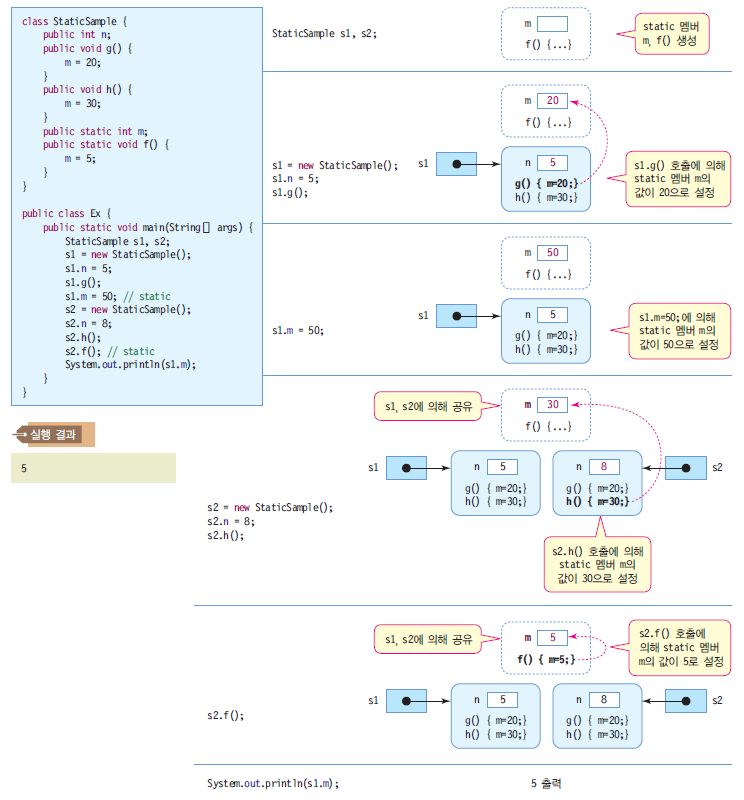 class StaticSample {
public int n;
public void g() {
m = 20;
}
public void h() {
m = 30;
}
public static int m;
public static void f() {
m = 5;
}
}
public class Ex {
public static void main(String[] args) {
StaticSample s1, s2;
s1 = new StaticSample();
s1.n = 5;
s1.g();
s1.m = 50; // static
s2 = new StaticSample();
s2.n = 8;
s2.h();
s2.f(); // static
System.out.println(s1.m);
}
}
실행 결과
5
StaticSample s1, s2;
m
f() {...}
static 멤버
m, f() 생성
s1 = new StaticSample();
s1.n = 5;
s1.g();
m 20
f() {...}
s1
n 5
g() { m=20;}
h() { m=30;}
s1.g() 호출에 의해
static 멤버 m의
값이 20으로 설정
s1.m = 50;
m 50
f() {...}
s1
n 5
g() { m=20;}
h() { m=30;}
s1.m=50;에 의해
static 멤버 m의
값이 50으로 설정
s1, s2에 의해 공유
m 30
f() {...}
s1
n 5
g() { m=20;}
h() { m=30;}
n 8
g() { m=20;}
h() { m=30;}
s2
s2 = new StaticSample();
s2.n = 8;
s2.h();
s2.h() 호출에 의해
static 멤버 m의
값이 30으로 설정
s1, s2에 의해 공유
m 5
f() { m=5;}
s2.f() 호출에
의해 static 멤버
m의 값이 5로 설정
s2.f();
s1
n 5
g() { m=20;}
h() { m=30;}
n 8
g() { m=20;}
h() { m=30;}
s2
System.out.println(s1.m);
5 출력